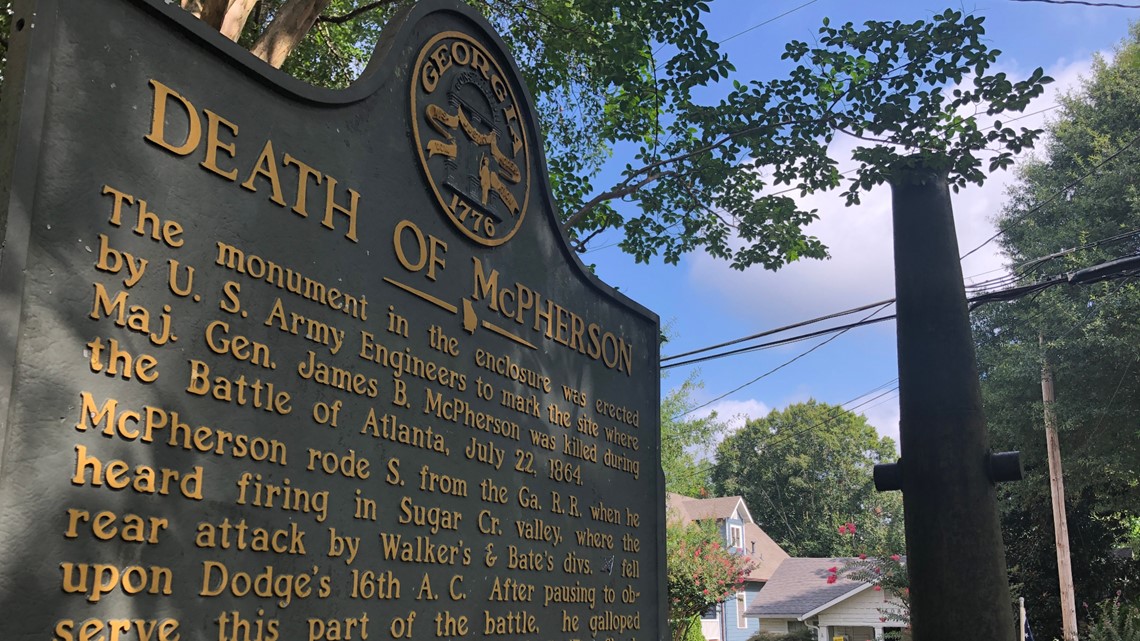 GEORGIA
1776
DEATH OF McPHERSON
The monument in the enclosure was erected
by U. S. Army Engineers to mark the site where
Maj. Gen. James B. McPherson was killed during
the Battle of Atlanta, July 22, 1864.
McPherson rode S. from the Ga. R. R. when he
heard firing in Sugar Cr. valley, where the
rear attack by Walker's & Bate's divs. fell
upon Dodge's 16th A. C. After pausing to ob-
serve this part of the battle, he galloped